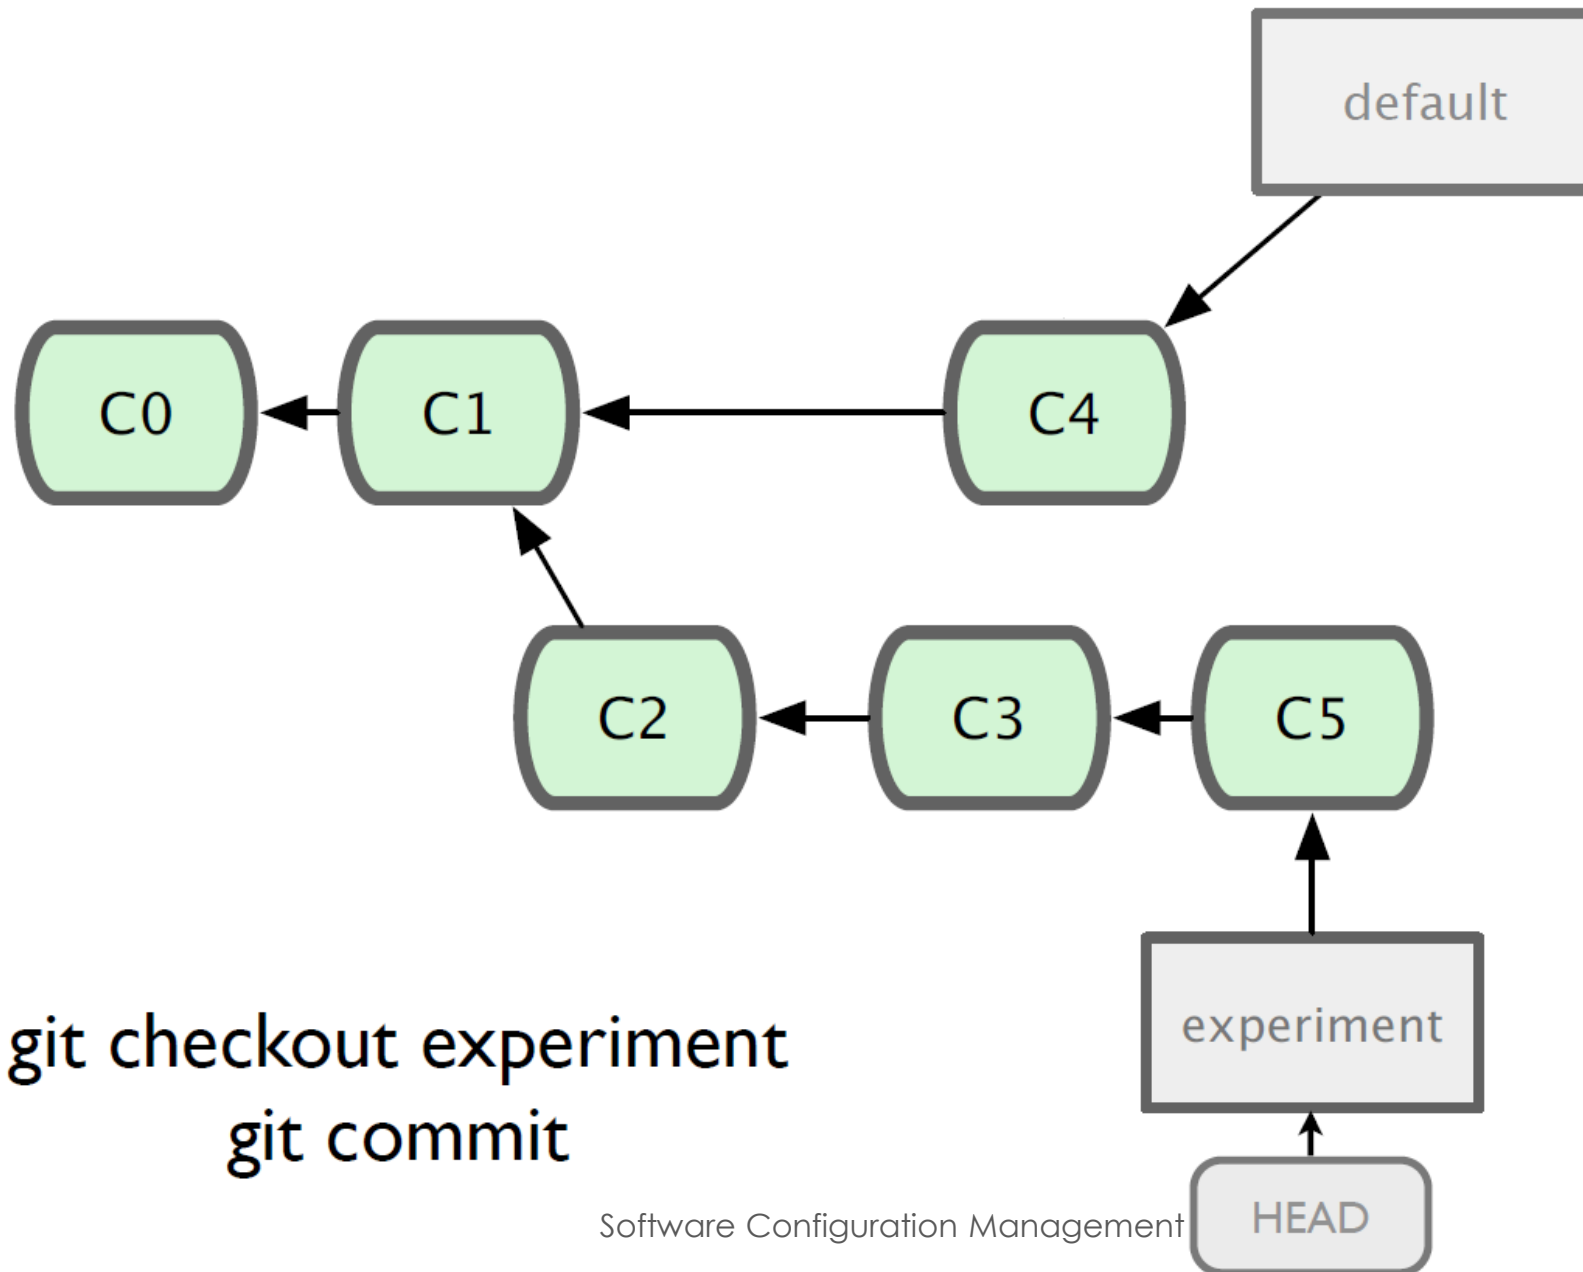 default
C0
C1
C4
C2
C3
C5
experiment
git checkout experiment
git commit
HEAD
Software Configuration Management